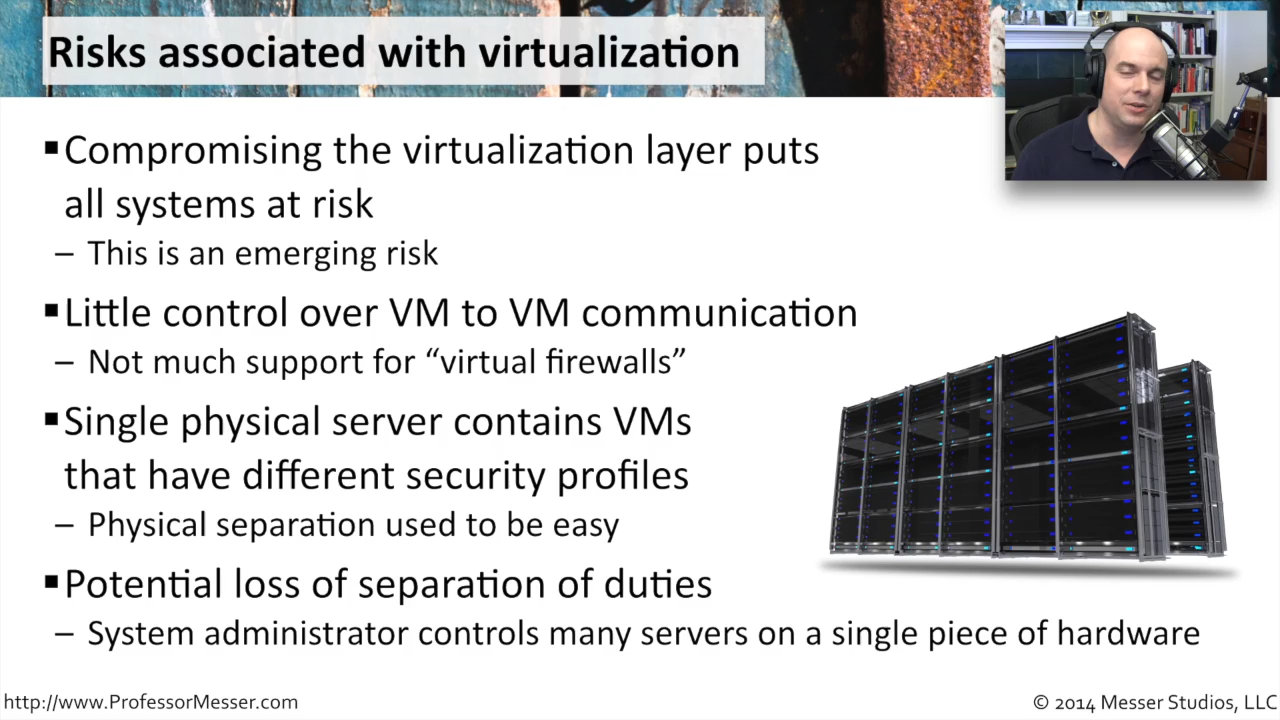 Risks associated with virtualization
▪Compromising the virtualization layer puts
all systems at risk
– This is an emerging risk
▪Little control over VM to VM communication
– Not much support for “virtual firewalls”
▪Single physical server contains VMs
that have different security profiles
– Physical separation used to be easy
▪Potential loss of separation of duties
– System administrator controls many servers on a single piece of hardware
http://www.ProfessorMesser.com
© 2014 Messer Studios, LLC